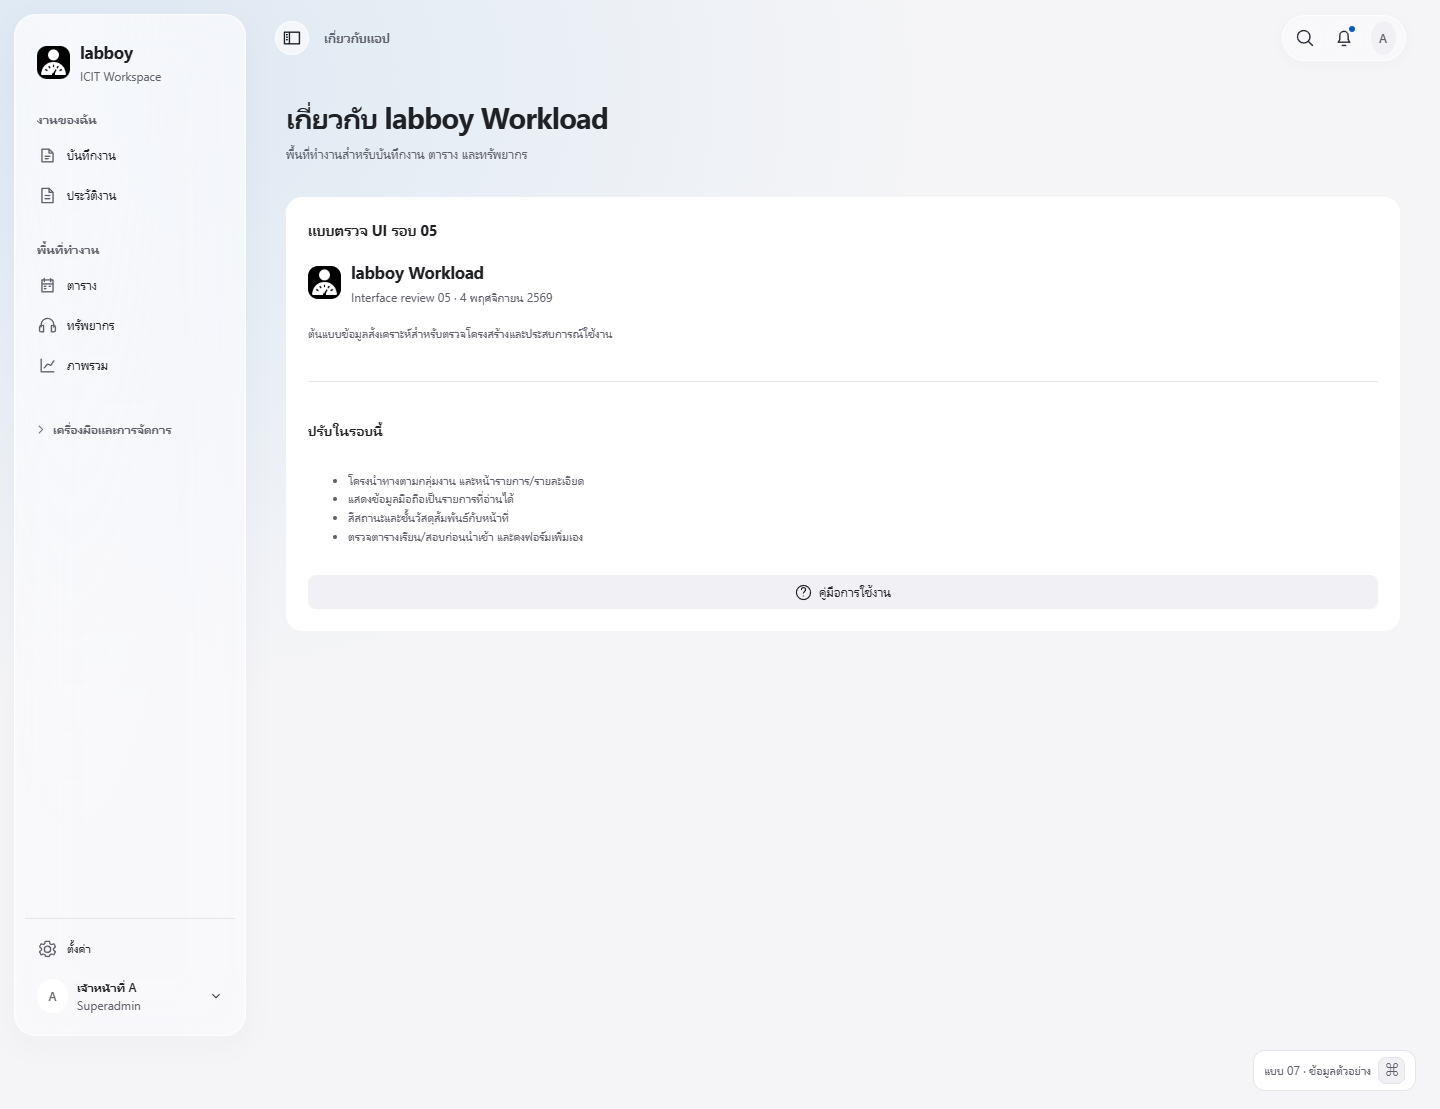 labboy
ICIT Workspace
งานของฉัน
บันทึกงาน
ประวัติงาน
พื้นที่ทำงาน
ตาราง
ทรัพยากร
ภาพรวม
เครื่องมือและการจัดการ
ตั้งค่า
A
เจ้าหน้าที่ A
Superadmin
เกี่ยวกับแอป
A
เกี่ยวกับ labboy Workload
พื้นที่ทำงานสำหรับบันทึกงาน ตาราง และทรัพยากร
แบบตรวจ UI รอบ 05
labboy Workload
Interface review 05 · 4 พฤศจิกายน 2569
ต้นแบบข้อมูลสังเคราะห์สำหรับตรวจโครงสร้างและประสบการณ์ใช้งาน
ปรับในรอบนี้
• โครงนำทางตามกลุ่มงาน และหน้ารายการ/รายละเอียด
• แสดงข้อมูลมือถือเป็นรายการที่อ่านได้
• สีสถานะและชั้นวัสดุสัมพันธ์กับหน้าที่
• ตรวจตารางเรียน/สอบก่อนนำเข้า และคงฟอร์มเพิ่มเอง
คู่มือการใช้งาน
แบบ 07 · ข้อมูลตัวอย่าง ⌘